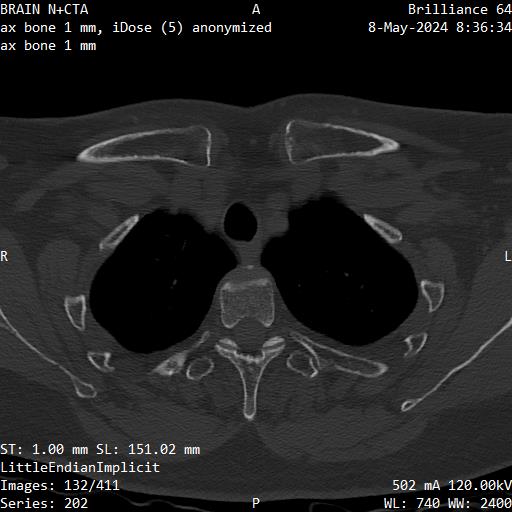 BRAIN N+CTA
ax bone 1 mm, iDose (5) anonymized
ax bone 1 mm
A
Brilliance 64
8-May-2024 8:36:34
R
L
ST: 1.00 mm SL: 151.02 mm
LittleEndianImplicit
Images: 132/411
Series: 202
P
502 mA 120.00kV
WL: 740 WW: 2400